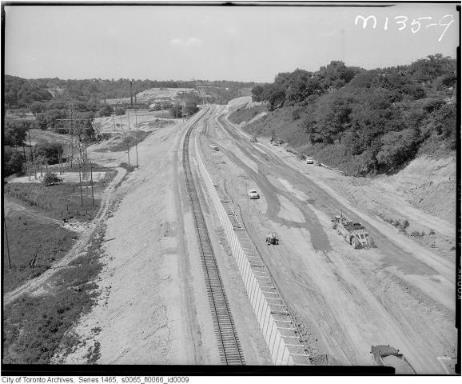 M135-9
City of Toronto Archives, Series 1465, s0065_fl0066_id0009